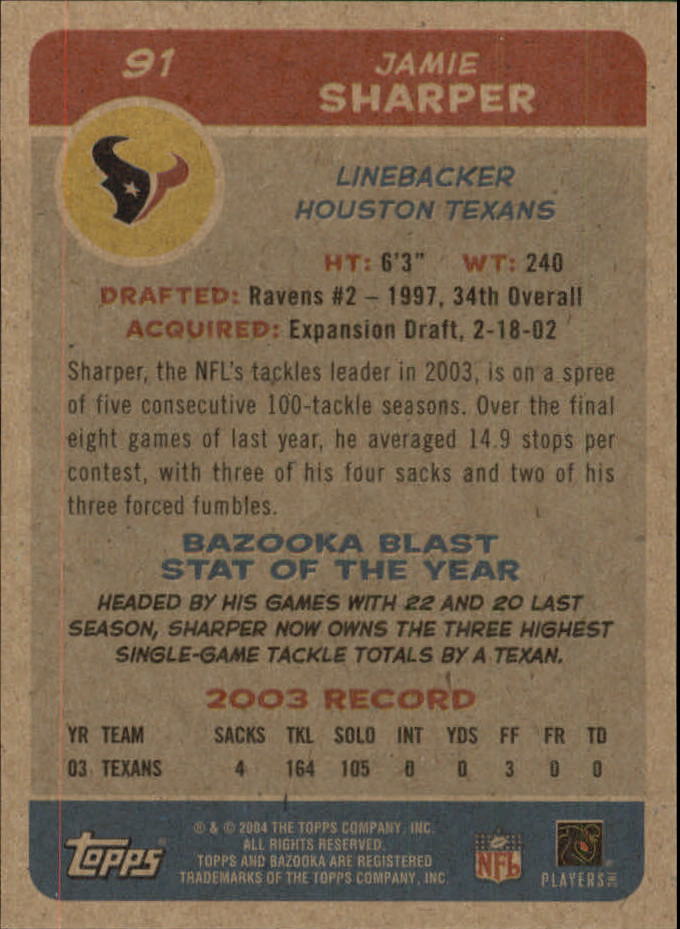 91
JAMIE
SHARPER
LINEBACKER
HOUSTON TEXANS
HT: 6'3" WT: 240
DRAFTED: Ravens #2 – 1997, 34th Overall
ACQUIRED: Expansion Draft, 2-18-02
Sharper, the NFL's tackles leader in 2003, is on a spree
of five consecutive 100-tackle seasons. Over the final
eight games of last year, he averaged 14.9 stops per
contest, with three of his four sacks and two of his
three forced fumbles.
BAZOOKA BLAST
STAT OF THE YEAR
HEADED BY HIS GAMES WITH 22 AND 20 LAST
SEASON, SHARPER NOW OWNS THE THREE HIGHEST
SINGLE-GAME TACKLE TOTALS BY A TEXAN.
2003 RECORD
YR TEAM SACKS TKL SOLO INT YDS FF FR TD
03 TEXANS 4 164 105 0 0 3 0 0
topps®
® & © 2004 THE TOPPS COMPANY, INC.
ALL RIGHTS RESERVED.
TOPPS AND BAZOOKA ARE REGISTERED
TRADEMARKS OF THE TOPPS COMPANY, INC.
NFL
PLAYERS INC